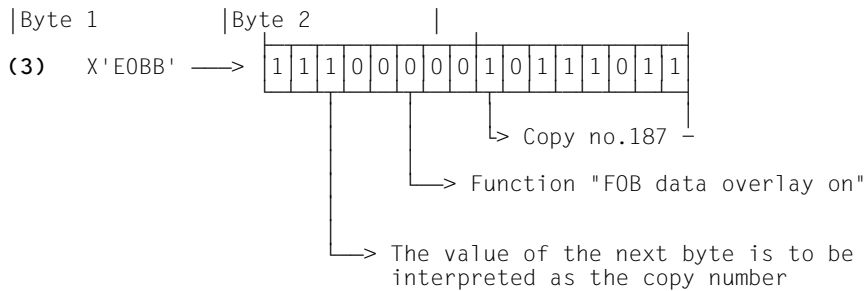 |Byte 1 |Byte 2 |
(3) X'E0BB' ——> |1|1|1|0|0|0|0|0|1|0|1|1|1|0|1|1|
> Copy no.187 –
> Function "FOB data overlay on"
> The value of the next byte is to be
interpreted as the copy number